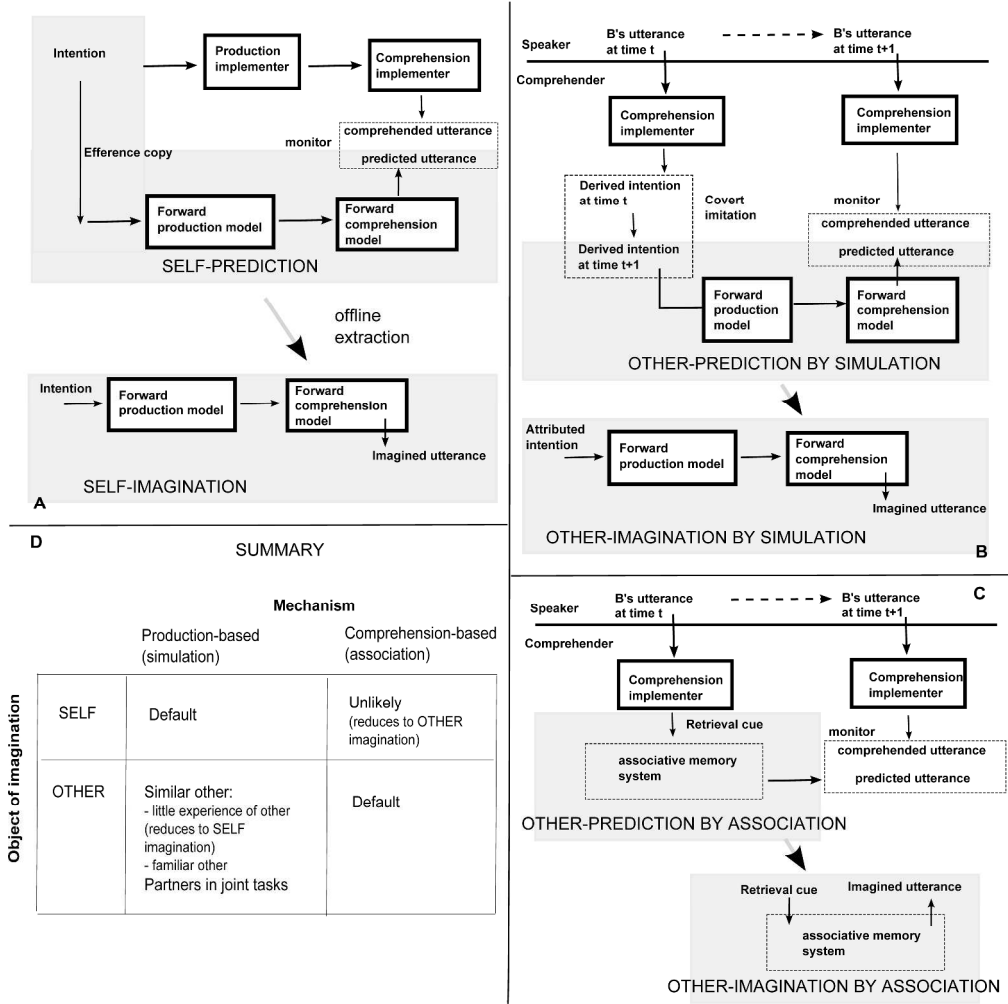 Intention
Production
implementer
Comprehension
implementer
comprehended utterance
monitor
predicted utterance
Efference copy
Forward
production model
Forward
comprehension
model
SELF-PREDICTION
offline
extraction
Intention
Forward
production model
Forward
comprehension
model
Imagined utterance
SELF-IMAGINATION
A
B's utterance
at time t
B's utterance
at time t+1
Speaker
Comprehender
Comprehension
implementer
Comprehension
implementer
Derived intention
at time t
Covert
imitation
Derived intention
at time t+1
monitor
comprehended utterance
predicted utterance
Forward
production
model
Forward
comprehension
model
OTHER-PREDICTION BY SIMULATION
Attributed
intention
Forward
production model
Forward
comprehension
model
Imagined utterance
OTHER-IMAGINATION BY SIMULATION
B
C
B's utterance
at time t
B's utterance
at time t+1
Speaker
Comprehender
Comprehension
implementer
Comprehension
implementer
Retrieval cue
monitor
associative memory
system
comprehended utterance
predicted utterance
OTHER-PREDICTION BY ASSOCIATION
Retrieval cue
Imagined utterance
associative memory
system
OTHER-IMAGINATION BY ASSOCIATION
D
SUMMARY
Mechanism
Production-based
(simulation)
Comprehension-based
(association)
Object of imagination
SELF
Default
Unlikely
(reduces to OTHER
imagination)
OTHER
Similar other:
- little experience of other
(reduces to SELF
imagination)
- familiar other
Partners in joint tasks
Default